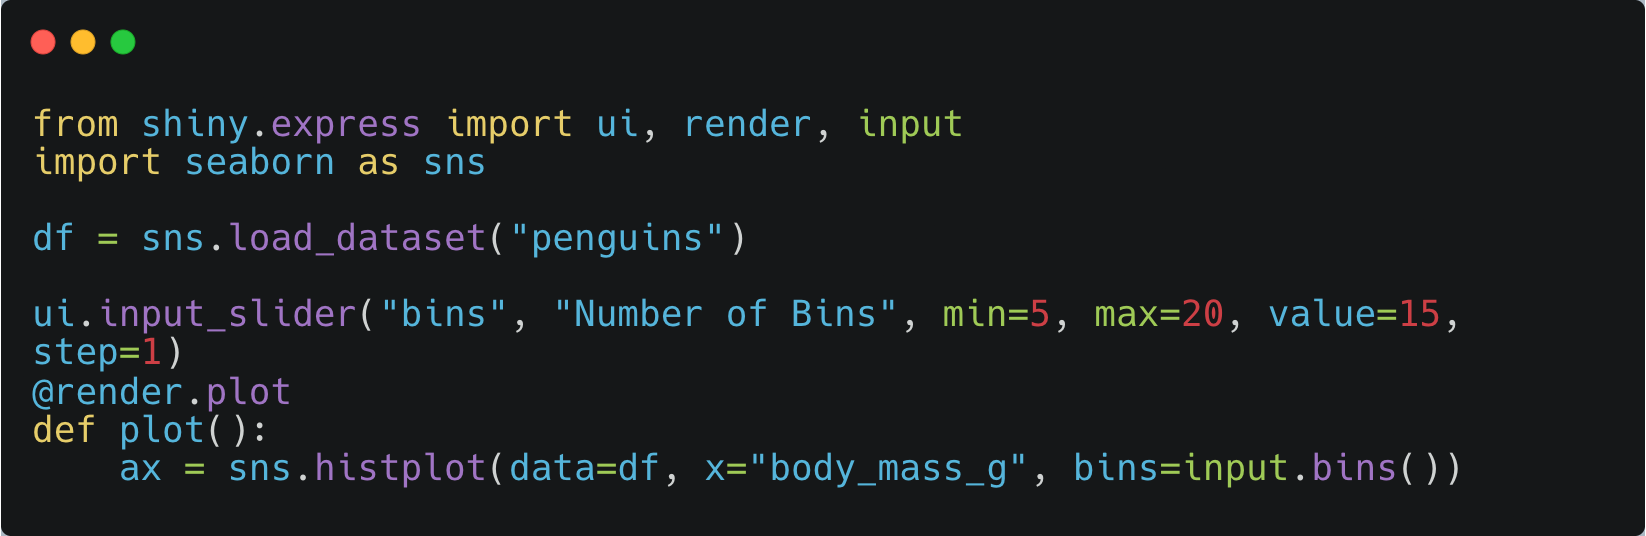 from shiny.express import ui, render, input
import seaborn as sns

df = sns.load_dataset("penguins")

ui.input_slider("bins", "Number of Bins", min=5, max=20, value=15,
step=1)
@render.plot
def plot():
    ax = sns.histplot(data=df, x="body_mass_g", bins=input.bins())